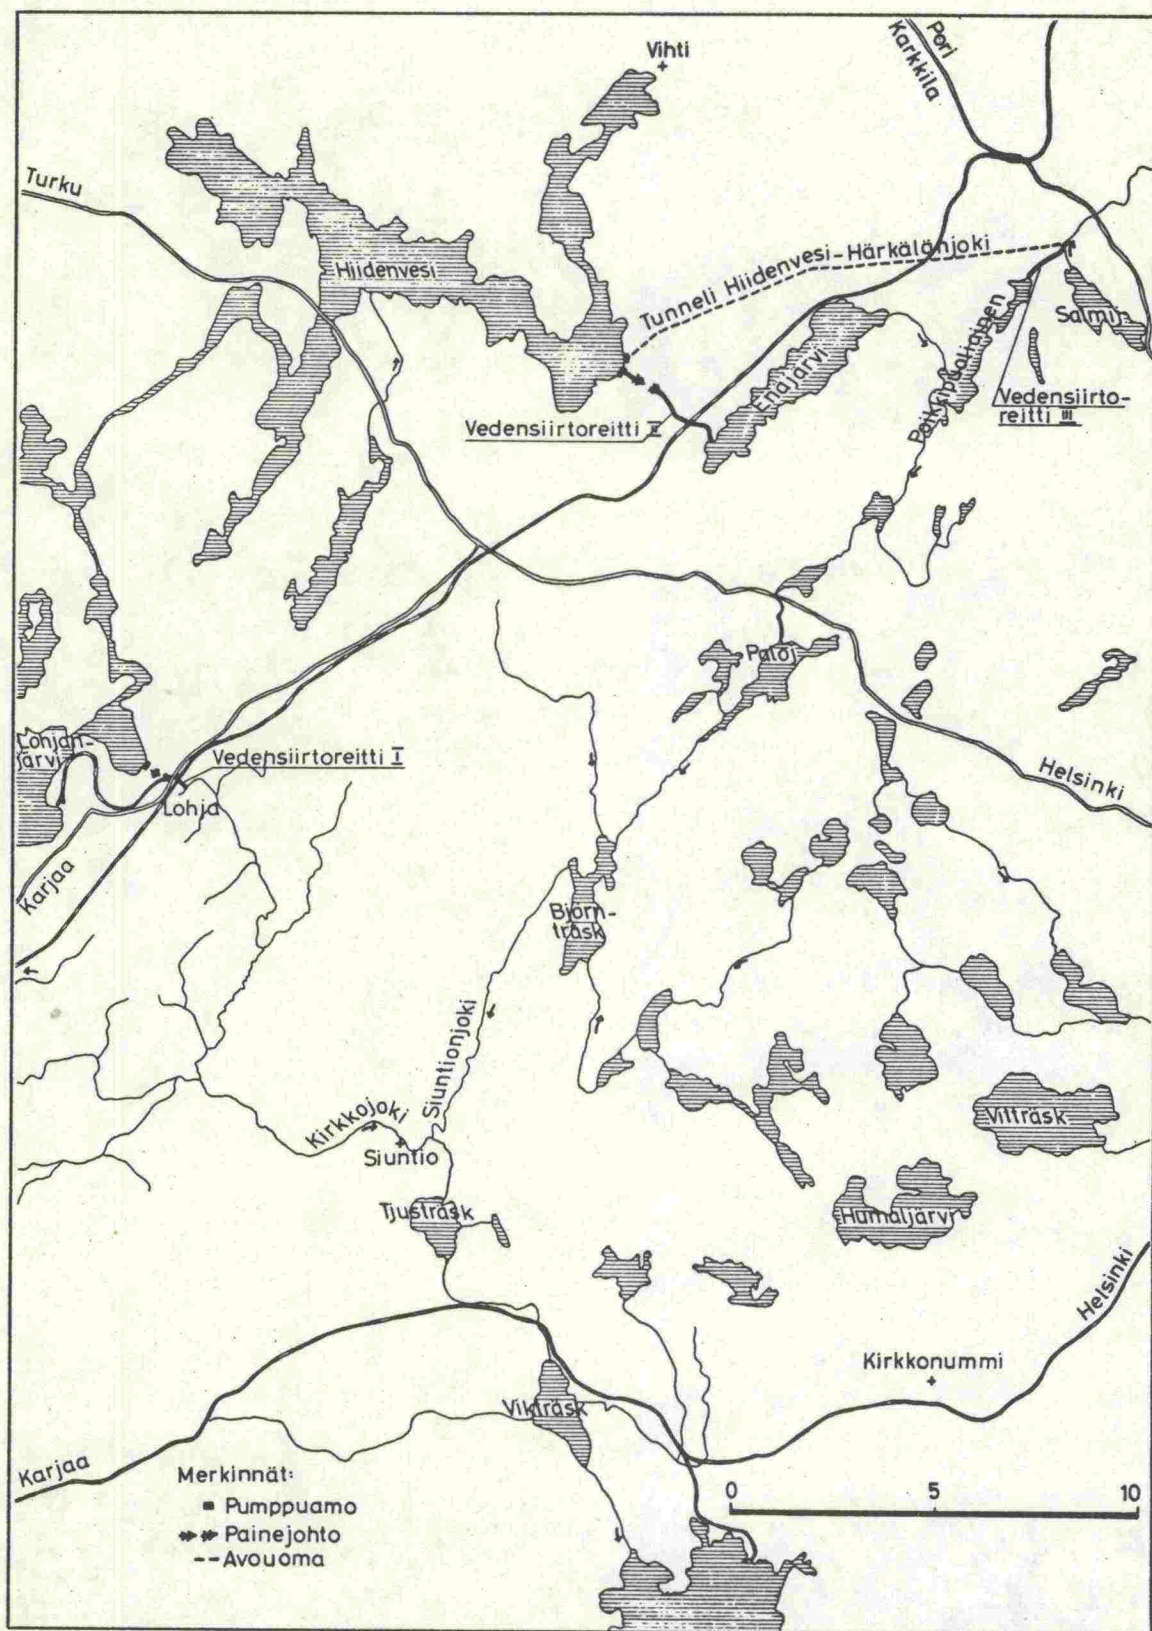 Vihti
Pori
Karkkila
Turku
Hiidenvesi
Tunneli Hiidenvesi-Härkälänjoki
Salmi
Enäjärvi
Poikkipuoliainen
Vedensiirto-
reitti III
Vedensiirtoreitti II
Paloj.
Lohjan-
järvi
Vedensiirtoreitti I
Lohja
Helsinki
Karjaa
Björn-
träsk
Siuntionjoki
Kirkkojoki
Siuntio
Vitträsk
Tjusträsk
Humaljärvi
Helsinki
Kirkkonummi
Vikträsk
Karjaa
Merkinnät:
Pumppuamo
Painejohto
Avouoma
0 5 10